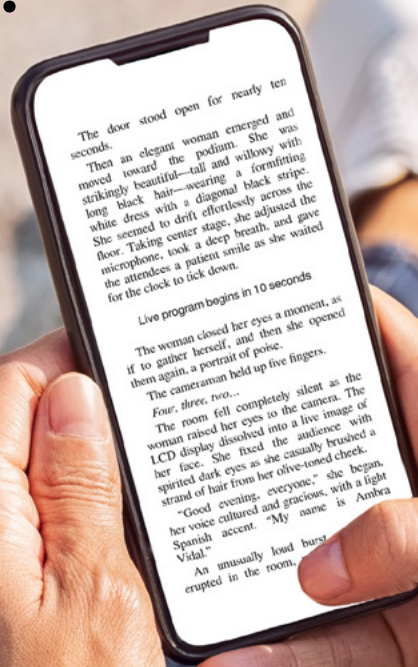 The door stood open for nearly ten
seconds.
Then an elegant woman emerged and
moved toward the podium. She was
strikingly beautiful—tall and willowy with
long black hair—wearing a formfitting
white dress with a diagonal black stripe.
She seemed to drift effortlessly across the
floor. Taking center stage, she adjusted the
microphone, took a deep breath, and gave
the attendees a patient smile as she waited
for the clock to tick down.
Live program begins in 10 seconds
The woman closed her eyes a moment, as
if to gather herself, and then she opened
them again, a portrait of poise.
The cameraman held up five fingers.
Four, three, two...
The room fell completely silent as the
woman raised her eyes to the camera. The
LCD display dissolved into a live image of
her face. She fixed the audience with
spirited dark eyes as she casually brushed a
strand of hair from her olive-toned cheek.
“Good evening, everyone,” she began,
her voice cultured and gracious, with a light
Spanish accent. “My name is Ambra
Vidal.”
An unusually loud burst
erupted in the room,